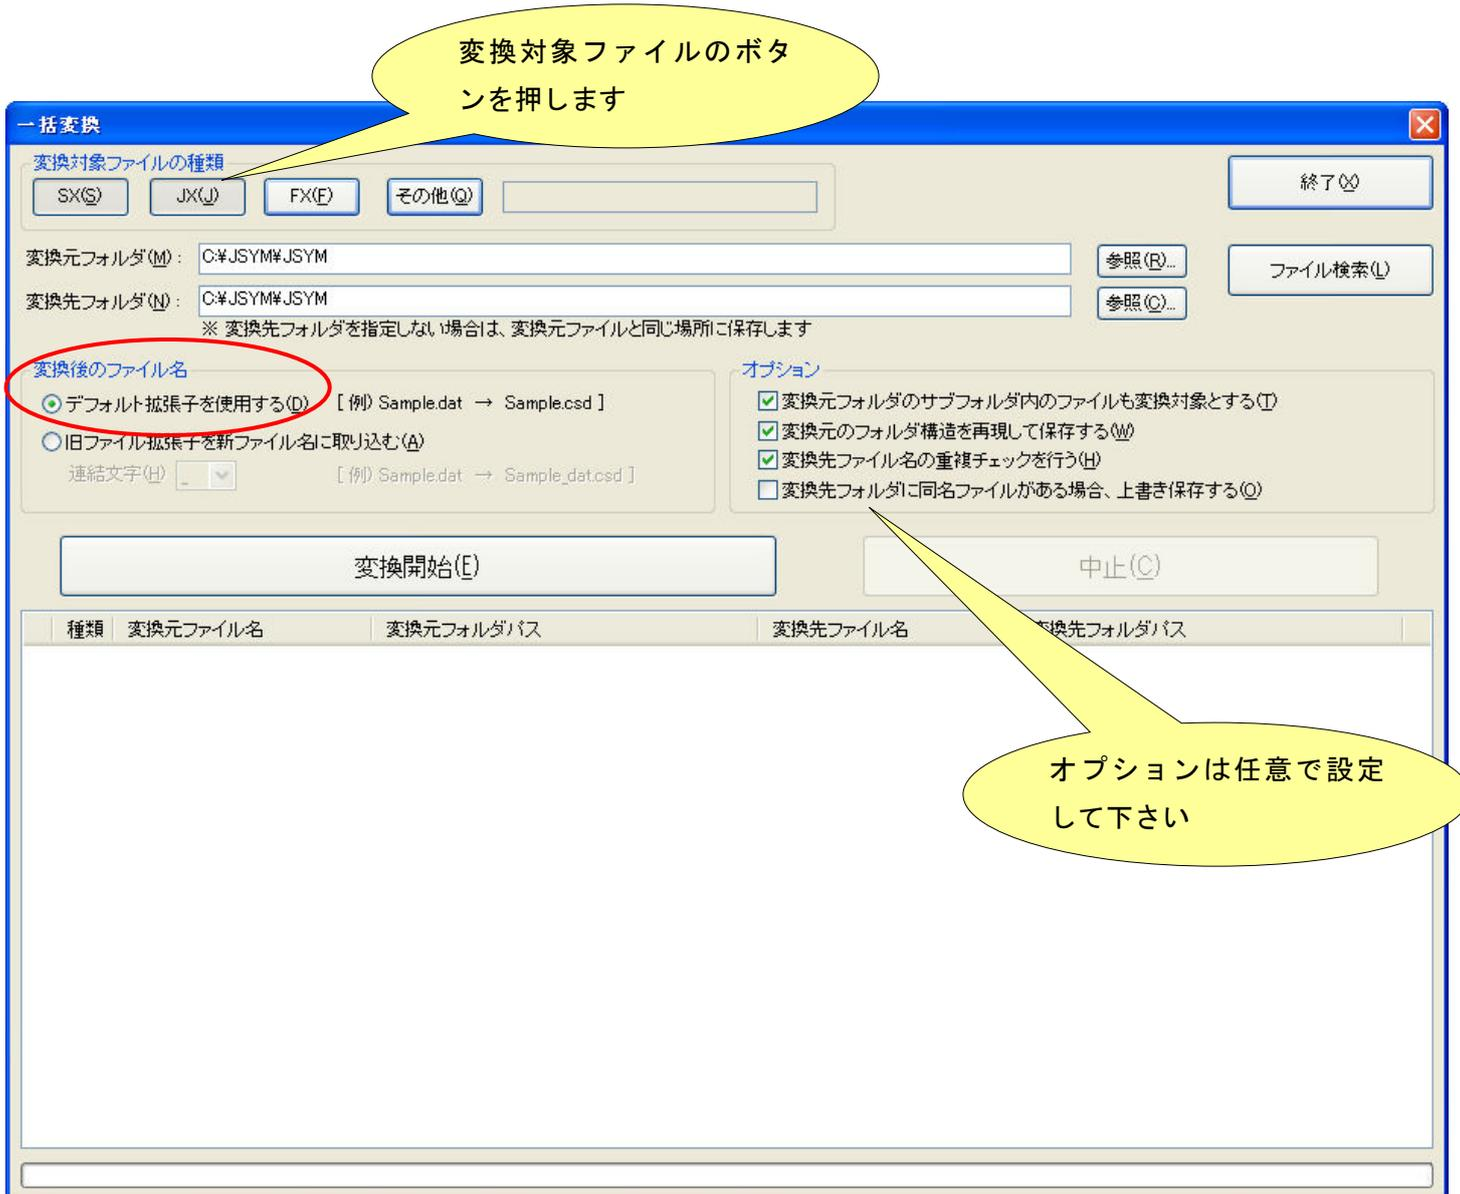 変換対象ファイルのボタ
ンを押します
一括変換
変換対象ファイルの種類
SX(S)
JX(J)
FX(F)
その他(Q)
終了(X)
変換元フォルダ(M)：
C:¥JSYM¥JSYM
参照(R)...
ファイル検索(L)
変換先フォルダ(N)：
C:¥JSYM¥JSYM
参照(C)...
※ 変換先フォルダを指定しない場合は、変換元ファイルと同じ場所に保存します
変換後のファイル名
デフォルト拡張子を使用する(D)
[ 例) Sample.dat → Sample.csd ]
旧ファイル拡張子を新ファイル名に取り込む(A)
連結文字(H)
_
[ 例) Sample.dat → Sample_dat.csd ]
オプション
変換元フォルダのサブフォルダ内のファイルも変換対象とする(T)
変換元のフォルダ構造を再現して保存する(W)
変換先ファイル名の重複チェックを行う(H)
変換先フォルダに同名ファイルがある場合、上書き保存する(O)
変換開始(E)
中止(C)
種類
変換元ファイル名
変換元フォルダパス
変換先ファイル名
変換先フォルダパス
オプションは任意で設定
して下さい